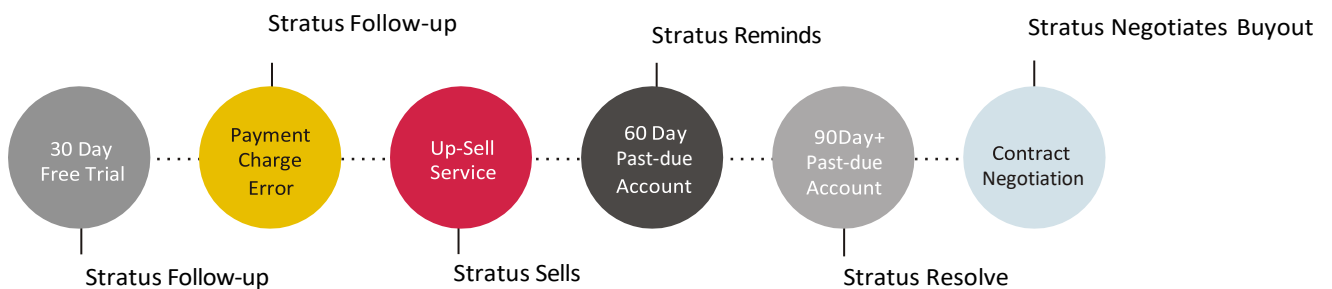 Stratus Follow-up
Stratus Reminds
Stratus Negotiates Buyout
30 Day
Free Trial
Payment
Charge
Error
Up-Sell
Service
60 Day
Past-due
Account
90Day+
Past-due
Account
Contract
Negotiation
Stratus Follow-up
Stratus Sells
Stratus Resolve